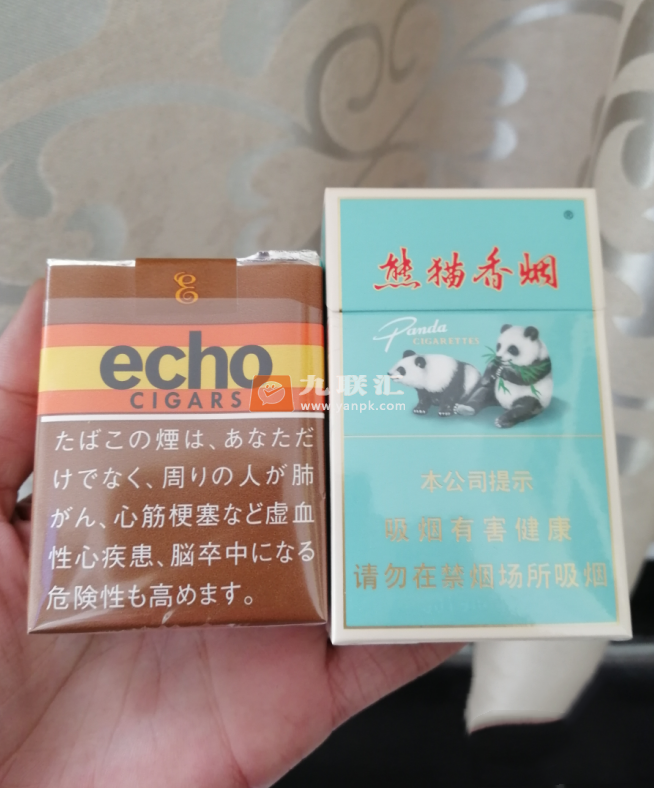 echo
CIGARS
たばこの煙は、あなただ
けでなく、周りの人が肺
がん、心筋梗塞など虚血
性心疾患、脳卒中になる
危険性も高めます。
®
熊猫香烟
Panda
CIGARETTES
本公司提示
吸烟有害健康
请勿在禁烟场所吸烟
九联汇
www.yanpk.com